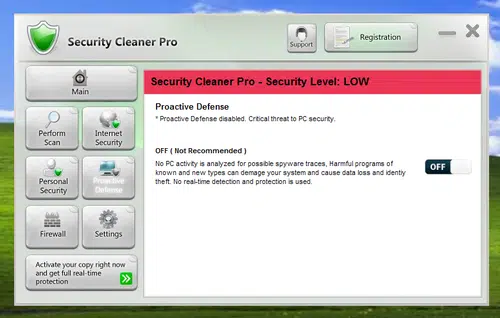 Security Cleaner Pro
Support
Registration
Main
Perform
Scan
Internet
Security
Personal
Security
Proactive
Defense
Firewall
Settings
Activate your copy right now
and get full real-time
protection
Security Cleaner Pro - Security Level: LOW
Proactive Defense
* Proactive Defense disabled. Critical threat to PC security.
OFF ( Not Recommended )
No PC activity is analyzed for possible spyware traces, Harmful programs of
known and new types can damage your system and cause data loss and identiy
theft. No real-time detection and protection is used.
OFF